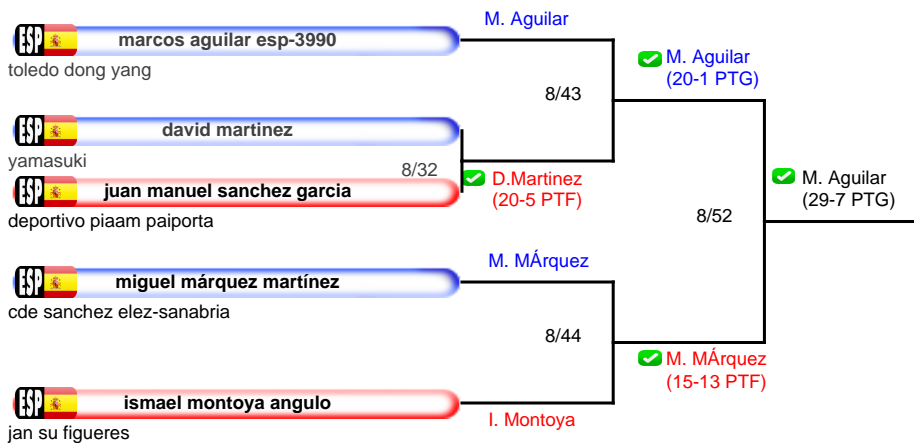 M. Aguilar
ESP marcos aguilar esp-3990
toledo dong yang
M. Aguilar
(20-1 PTG)
8/43
ESP david martinez
yamasuki
8/32
D.Martinez
(20-5 PTF)
ESP juan manuel sanchez garcia
deportivo piaam paiporta
M. Aguilar
(29-7 PTG)
8/52
M. MÁrquez
ESP miguel márquez martínez
cde sanchez elez-sanabria
8/44
M. MÁrquez
(15-13 PTF)
ESP ismael montoya angulo
I. Montoya
jan su figueres